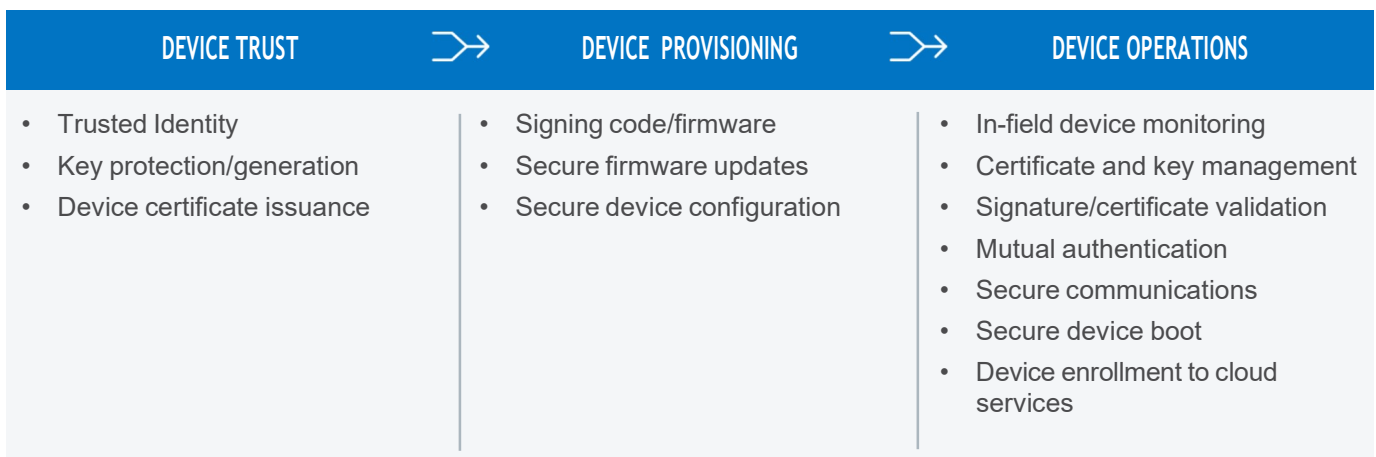 DEVICE TRUST
DEVICE PROVISIONING
DEVICE OPERATIONS
• Trusted Identity
• Key protection/generation
• Device certificate issuance
• Signing code/firmware
• Secure firmware updates
• Secure device configuration
• In-field device monitoring
• Certificate and key management
• Signature/certificate validation
• Mutual authentication
• Secure communications
• Secure device boot
• Device enrollment to cloud
services